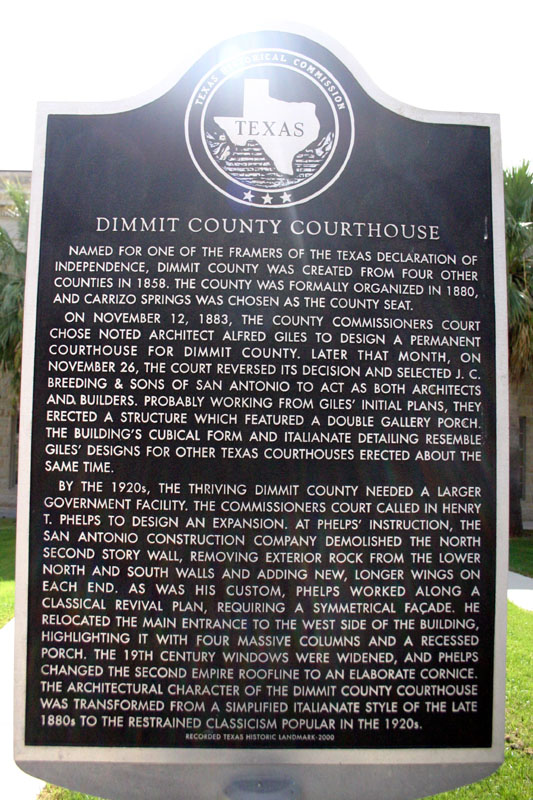 TEXAS HISTORICAL COMMISSION
TEXAS
DIMMIT COUNTY COURTHOUSE
NAMED FOR ONE OF THE FRAMERS OF THE TEXAS DECLARATION OF
INDEPENDENCE, DIMMIT COUNTY WAS CREATED FROM FOUR OTHER
COUNTIES IN 1858. THE COUNTY WAS FORMALLY ORGANIZED IN 1880,
AND CARRIZO SPRINGS WAS CHOSEN AS THE COUNTY SEAT.
ON NOVEMBER 12, 1883, THE COUNTY COMMISSIONERS COURT
CHOSE NOTED ARCHITECT ALFRED GILES TO DESIGN A PERMANENT
COURTHOUSE FOR DIMMIT COUNTY. LATER THAT MONTH, ON
NOVEMBER 26, THE COURT REVERSED ITS DECISION AND SELECTED J. C.
BREEDING & SONS OF SAN ANTONIO TO ACT AS BOTH ARCHITECTS
AND BUILDERS. PROBABLY WORKING FROM GILES' INITIAL PLANS, THEY
ERECTED A STRUCTURE WHICH FEATURED A DOUBLE GALLERY PORCH.
THE BUILDING'S CUBICAL FORM AND ITALIANATE DETAILING RESEMBLE
GILES' DESIGNS FOR OTHER TEXAS COURTHOUSES ERECTED ABOUT THE
SAME TIME.
BY THE 1920s, THE THRIVING DIMMIT COUNTY NEEDED A LARGER
GOVERNMENT FACILITY. THE COMMISSIONERS COURT CALLED IN HENRY
T. PHELPS TO DESIGN AN EXPANSION. AT PHELPS' INSTRUCTION, THE
SAN ANTONIO CONSTRUCTION COMPANY DEMOLISHED THE NORTH
SECOND STORY WALL, REMOVING EXTERIOR ROCK FROM THE LOWER
NORTH AND SOUTH WALLS AND ADDING NEW, LONGER WINGS ON
EACH END. AS WAS HIS CUSTOM, PHELPS WORKED ALONG A
CLASSICAL REVIVAL PLAN, REQUIRING A SYMMETRICAL FAÇADE. HE
RELOCATED THE MAIN ENTRANCE TO THE WEST SIDE OF THE BUILDING,
HIGHLIGHTING IT WITH FOUR MASSIVE COLUMNS AND A RECESSED
PORCH. THE 19TH CENTURY WINDOWS WERE WIDENED, AND PHELPS
CHANGED THE SECOND EMPIRE ROOFLINE TO AN ELABORATE CORNICE.
THE ARCHITECTURAL CHARACTER OF THE DIMMIT COUNTY COURTHOUSE
WAS TRANSFORMED FROM A SIMPLIFIED ITALIANATE STYLE OF THE LATE
1880s TO THE RESTRAINED CLASSICISM POPULAR IN THE 1920s.
RECORDED TEXAS HISTORIC LANDMARK-2000